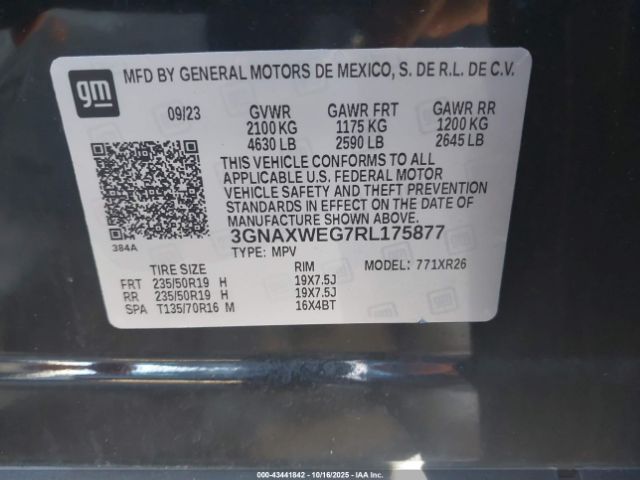 gm
MFD BY GENERAL MOTORS DE MEXICO, S. DE R.L. DE C.V.
09/23 GVWR GAWR FRT GAWR RR
2100 KG 1175 KG 1200 KG
4630 LB 2590 LB 2645 LB
THIS VEHICLE CONFORMS TO ALL
APPLICABLE U.S. FEDERAL MOTOR
VEHICLE SAFETY AND THEFT PREVENTION
STANDARDS IN EFFECT ON THE DATE OF
MANUFACTURE SHOWN ABOVE.
384A
3GNAXWEG7RL175877
TYPE: MPV MODEL: 771XR26
TIRE SIZE RIM
FRT 235/50R19 H 19X7.5J
RR 235/50R19 H 19X7.5J
SPA T135/70R16 M 16X4BT
000-43441842 - 10/16/2025 - IAA Inc.